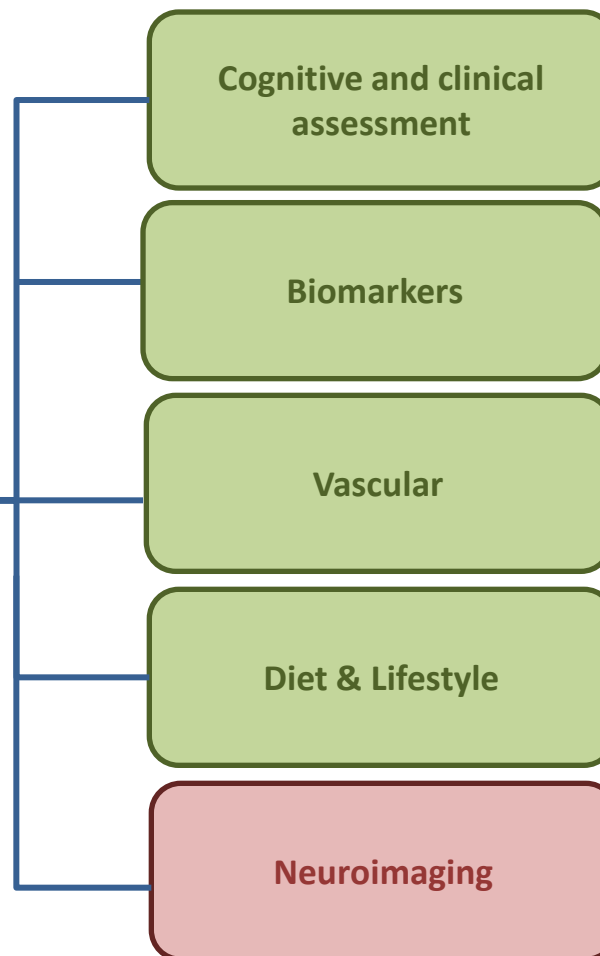 Cognitive and clinical
assessment
Biomarkers
Vascular
Diet & Lifestyle
Neuroimaging